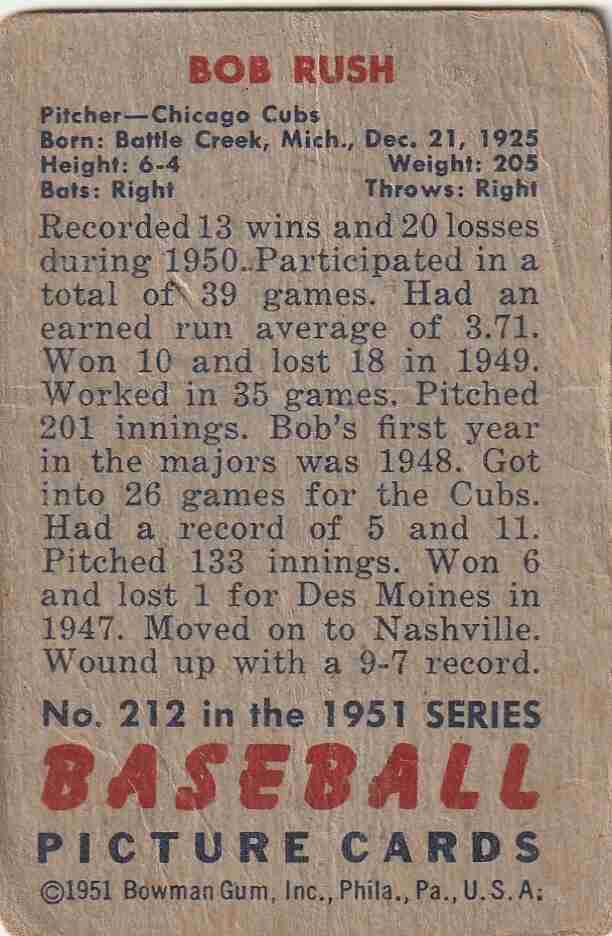 BOB RUSH
Pitcher—Chicago Cubs
Born: Battle Creek, Mich., Dec. 21, 1925
Height: 6-4 Weight: 205
Bats: Right Throws: Right
Recorded 13 wins and 20 losses
during 1950. Participated in a
total of 39 games. Had an
earned run average of 3.71.
Won 10 and lost 18 in 1949.
Worked in 35 games. Pitched
201 innings. Bob's first year
in the majors was 1948. Got
into 26 games for the Cubs.
Had a record of 5 and 11.
Pitched 133 innings. Won 6
and lost 1 for Des Moines in
1947. Moved on to Nashville.
Wound up with a 9-7 record.
No. 212 in the 1951 SERIES
BASEBALL
PICTURE CARDS
©1951 Bowman Gum, Inc., Phila., Pa., U.S.A.